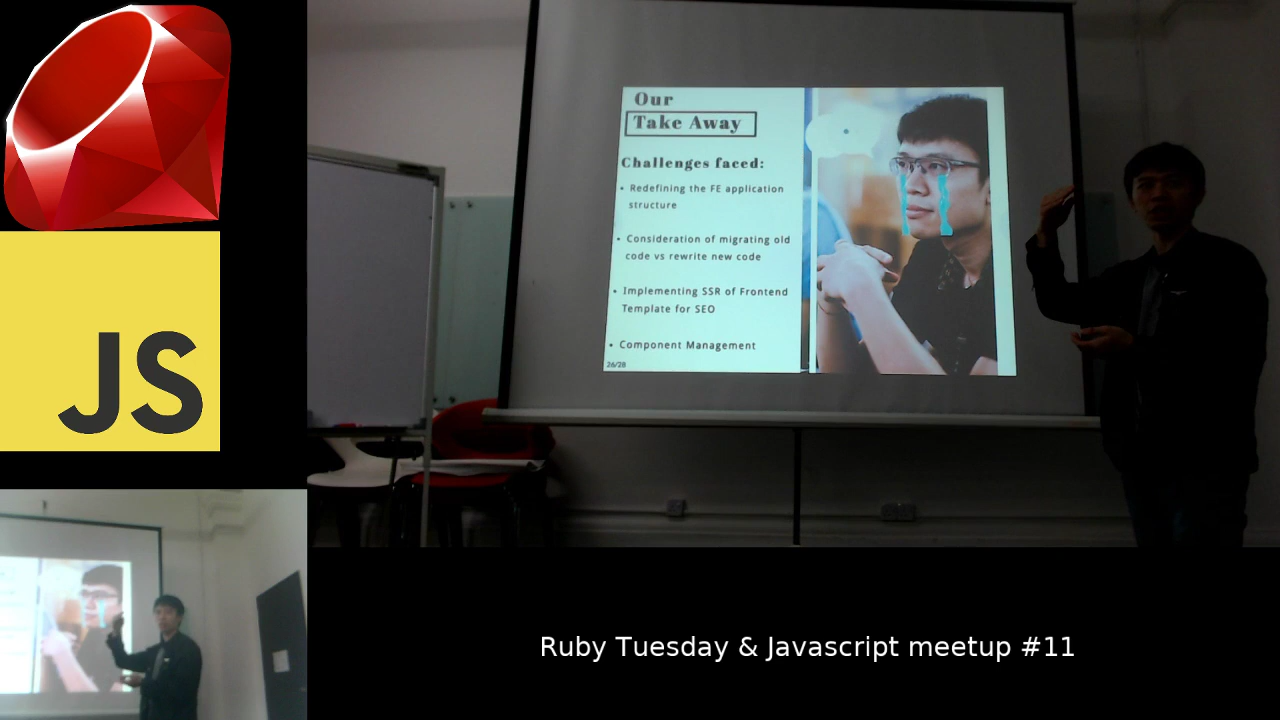 Our
Take Away
Challenges faced:
• Redefining the FE application
structure
• Consideration of migrating old
code vs rewrite new code
• Implementing SSR of Frontend
Template for SEO
• Component Management
26/28
JS
Ruby Tuesday & Javascript meetup #11